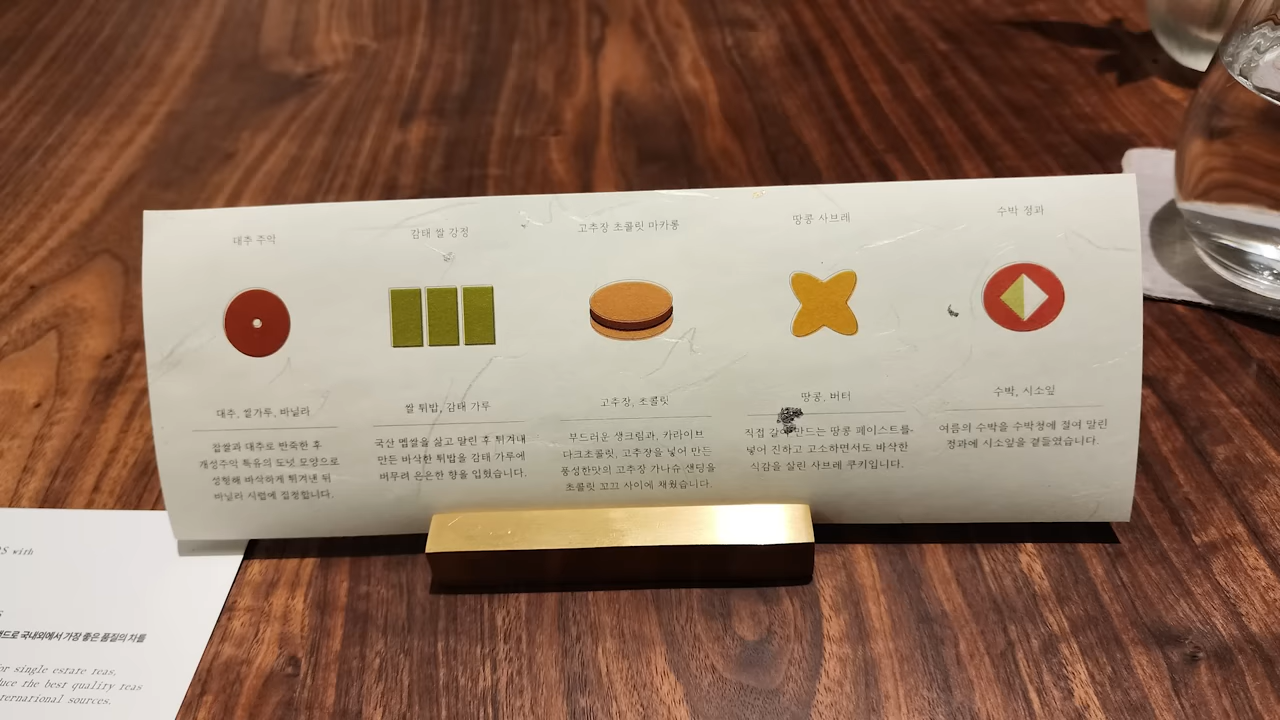 대추 주악
대추, 쌀가루, 바닐라
찹쌀과 대추로 반죽한 후
개성주악 특유의 도넛 모양으로
성형해 바삭하게 튀겨낸 뒤
바닐라 시럽에 집청합니다.
감태 쌀 강정
쌀 튀밥, 감태 가루
국산 멥쌀을 삶고 말린 후 튀겨내
만든 바삭한 튀밥을 감태 가루에
버무려 은은한 향을 입혔습니다.
고추장 초콜릿 마카롱
고추장, 초콜릿
부드러운 생크림과, 카라이브
다크초콜릿, 고추장을 넣어 만든
풍성한맛의 고추장 가나슈 샌딩을
초콜릿 꼬끄 사이에 채웠습니다.
땅콩 사브레
땅콩, 버터
직접 갈아 만드는 땅콩 페이스트를
넣어 진하고 고소하면서도 바삭한
식감을 살린 사브레 쿠키입니다.
수박 정과
수박, 시소잎
여름의 수박을 수박청에 절여 말린
정과에 시소잎을 곁들였습니다.
with
국내외에서 가장 좋은 품질의 차를
for single estate teas,
the best quality teas